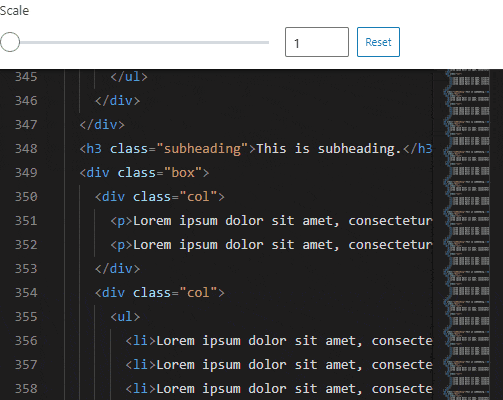 Scale
1 Reset
345 </ul>
346 </div>
347 </div>
348 <h3 class="subheading">This is subheading.</h3
349 <div class="box">
350 <div class="col">
351 <p>Lorem ipsum dolor sit amet, consectetur
352 <p>Lorem ipsum dolor sit amet, consectetur
353 </div>
354 <div class="col">
355 <ul>
356 <li>Lorem ipsum dolor sit amet, consecte
357 <li>Lorem ipsum dolor sit amet, consecte
358 <li>Lorem ipsum dolor sit amet, consecte